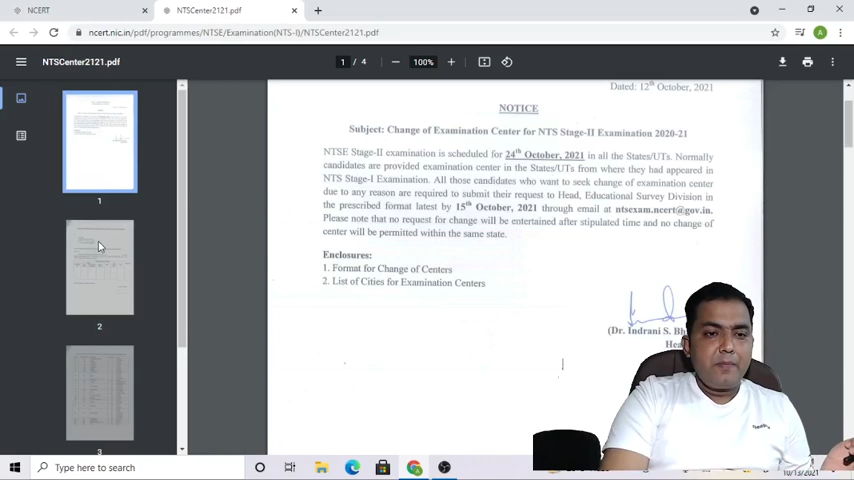 NCERT
NTSCenter2121.pdf
ncert.nic.in/pdf/programmes/NTSE/Examination(NTS-I)/NTSCenter2121.pdf
A
NTSCenter2121.pdf
1 / 4
100%
Dated: 12th October, 2021
NOTICE
Subject: Change of Examination Center for NTS Stage-II Examination 2020-21
NTSE Stage-II examination is scheduled for 24th October, 2021 in all the States/UTs. Normally
candidates are provided examination center in the States/UTs from where they had appeared in
NTS Stage-I Examination. All those candidates who want to seek change of examination center
due to any reason are required to submit their request to Head, Educational Survey Division in
the prescribed format latest by 15th October, 2021 through email at ntsexam.ncert@gov.in.
Please note that no request for change will be entertained after stipulated time and no change of
center will be permitted within the same state.
Enclosures:
1. Format for Change of Centers
2. List of Cities for Examination Centers
(Dr. Indrani S. Bh
Hea
1
2
3
Type here to search
10/13/2021